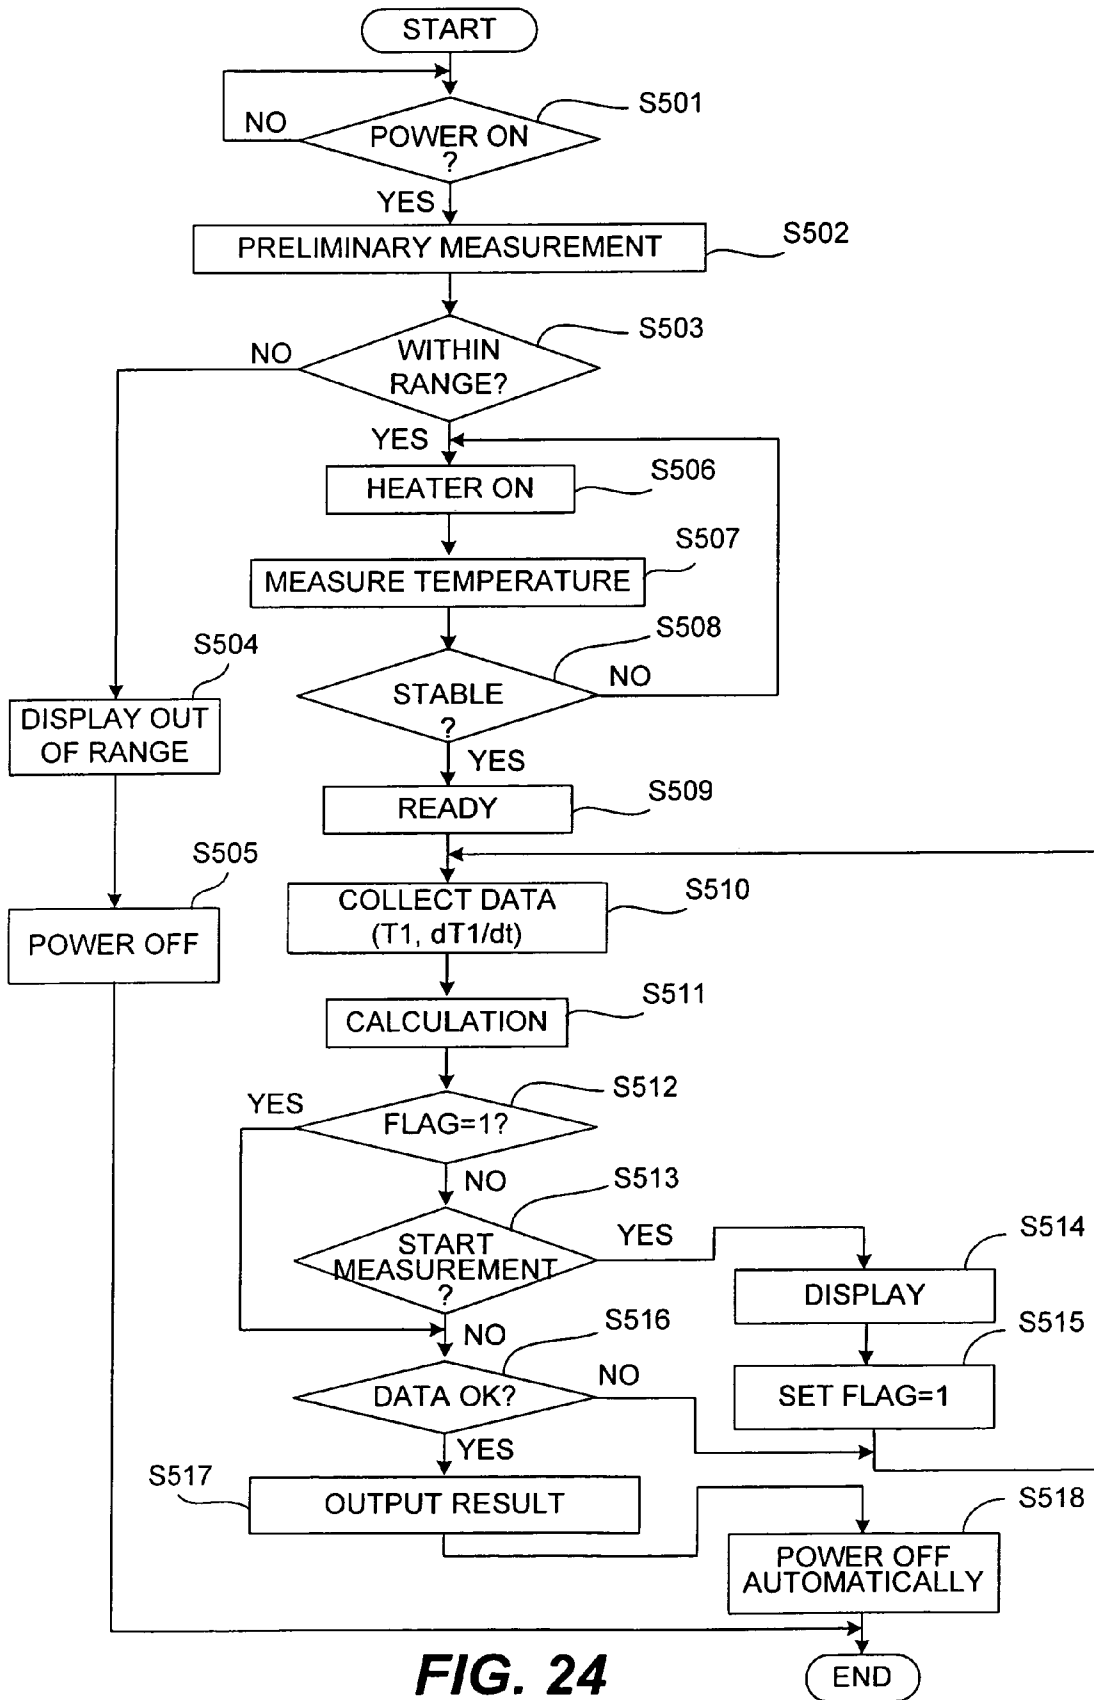 START
S501
NO
POWER ON
?
YES
PRELIMINARY MEASUREMENT
S502
S503
NO
WITHIN
RANGE?
YES
S506
HEATER ON
S507
MEASURE TEMPERATURE
S508
STABLE
?
NO
YES
S504
DISPLAY OUT
OF RANGE
READY
S509
S505
POWER OFF
COLLECT DATA
(T1, dT1/dt)
S510
S511
CALCULATION
S512
YES
FLAG=1?
NO
S513
START
MEASUREMENT
?
YES
S514
DISPLAY
NO
S516
S515
DATA OK?
NO
SET FLAG=1
YES
S517
OUTPUT RESULT
S518
POWER OFF
AUTOMATICALLY
END
FIG. 24